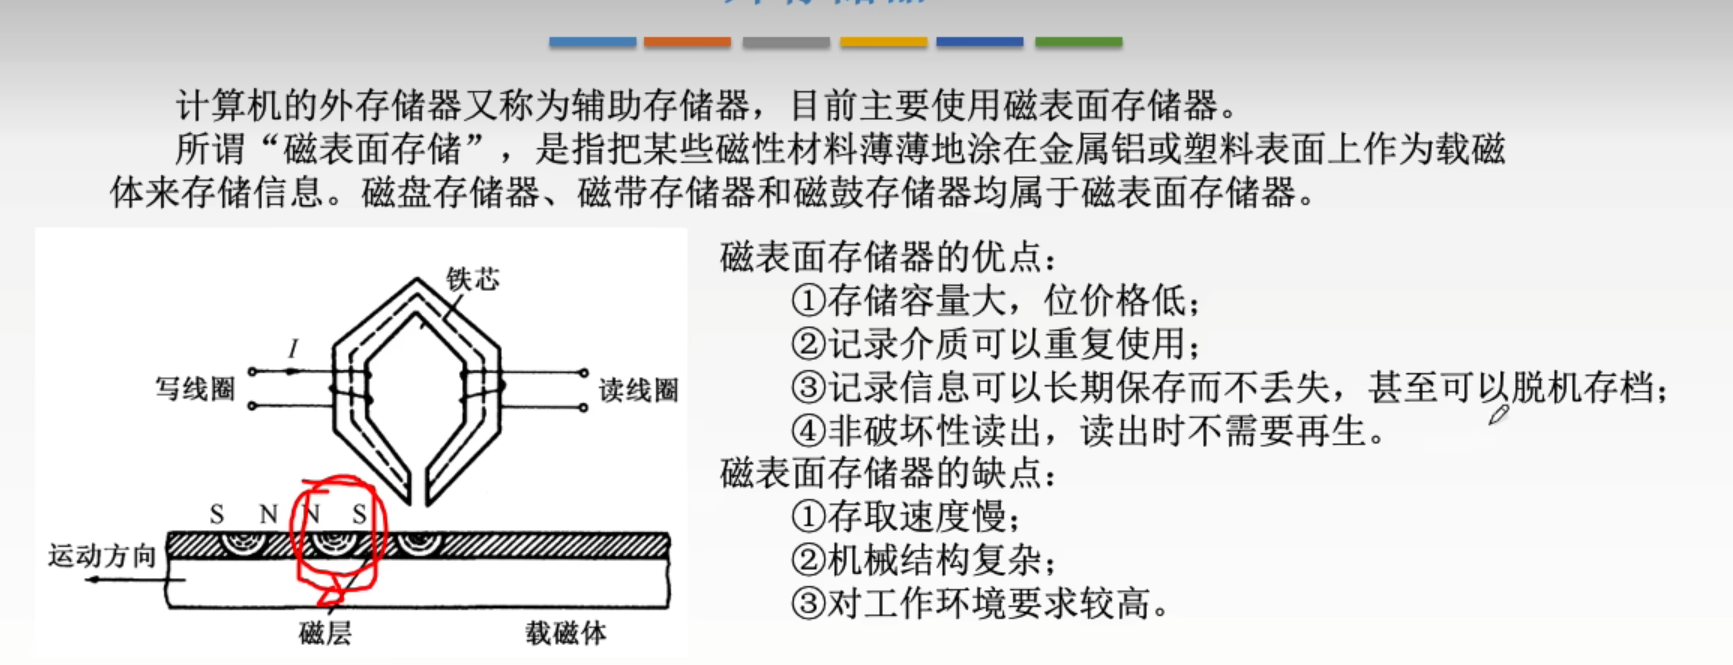 计算机的外存储器又称为辅助存储器，目前主要使用磁表面存储器。
所谓“磁表面存储”，是指把某些磁性材料薄薄地涂在金属铝或塑料表面上作为载磁
体来存储信息。磁盘存储器、磁带存储器和磁鼓存储器均属于磁表面存储器。
铁芯
I
写线圈
读线圈
S N N S
运动方向
磁层
载磁体
磁表面存储器的优点：
①存储容量大，位价格低；
②记录介质可以重复使用；
③记录信息可以长期保存而不丢失，甚至可以脱机存档；
④非破坏性读出，读出时不需要再生。
磁表面存储器的缺点：
①存取速度慢；
②机械结构复杂；
③对工作环境要求较高。